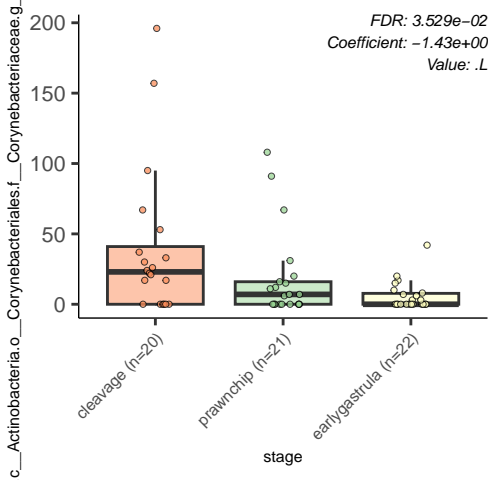 c__Actinobacteria.o__Corynebacteriales.f__Corynebacteriaceae.g_
FDR: 3.529e−02
Coefficient: −1.43e+00
Value: .L
200
150
100
50
0
cleavage (n=20)
prawnchip (n=21)
earlygastrula (n=22)
stage